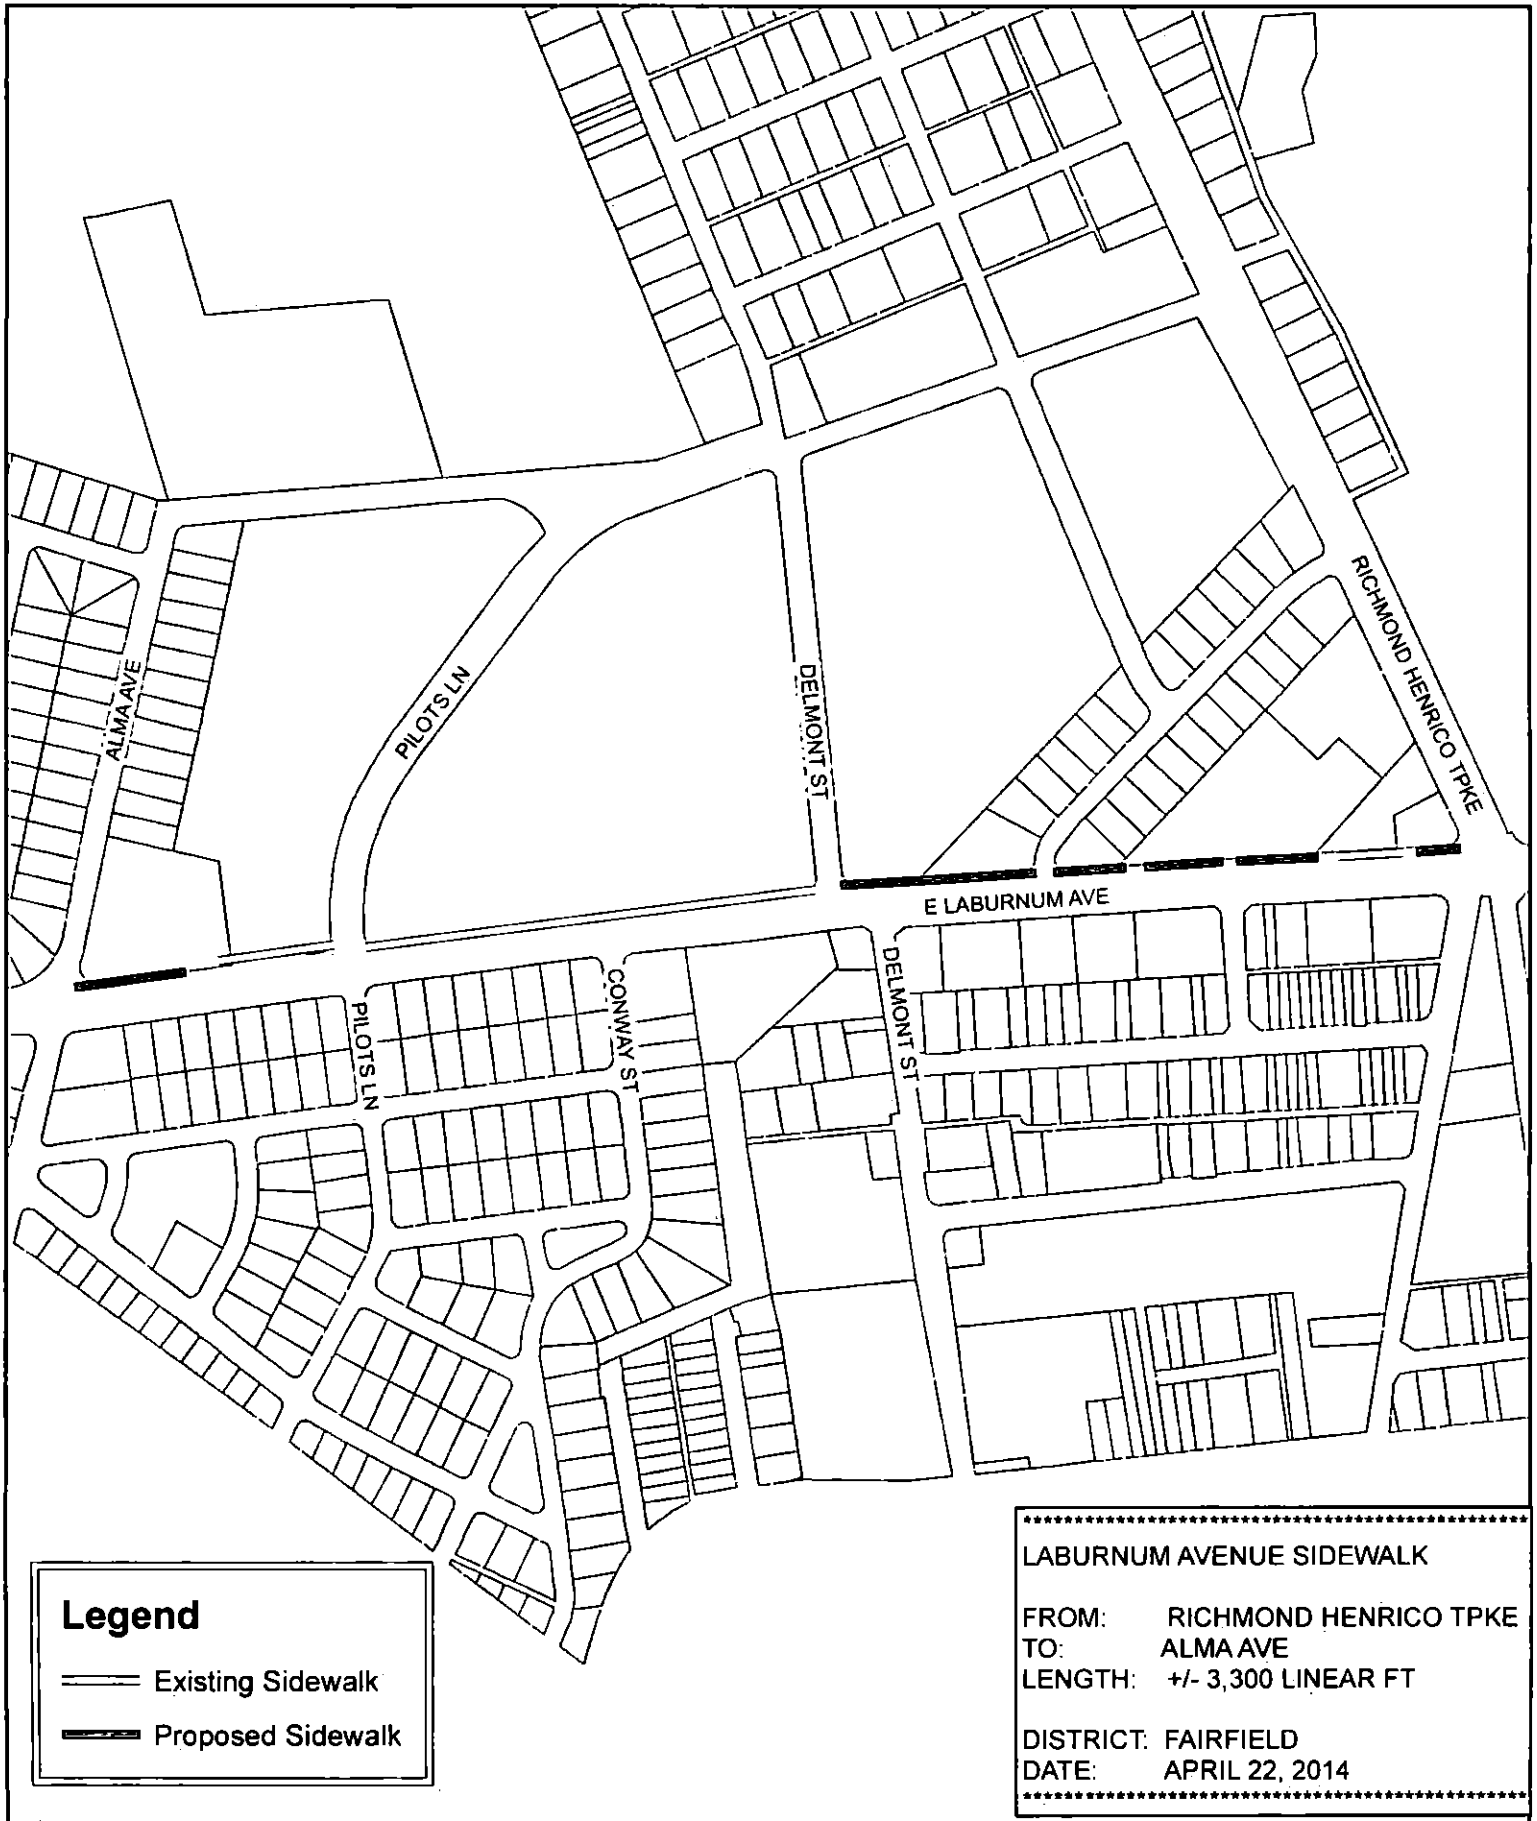 RICHMOND HENRICO TPKE
ALMA AVE
PILOTS LN
DELMONT ST
E LABURNUM AVE
DELMONT ST
CONWAY ST
PILOTS LN
Legend
Existing Sidewalk
Proposed Sidewalk
****************************************************
LABURNUM AVENUE SIDEWALK
FROM: RICHMOND HENRICO TPKE
TO: ALMA AVE
LENGTH: +/- 3,300 LINEAR FT
DISTRICT: FAIRFIELD
DATE: APRIL 22, 2014
****************************************************